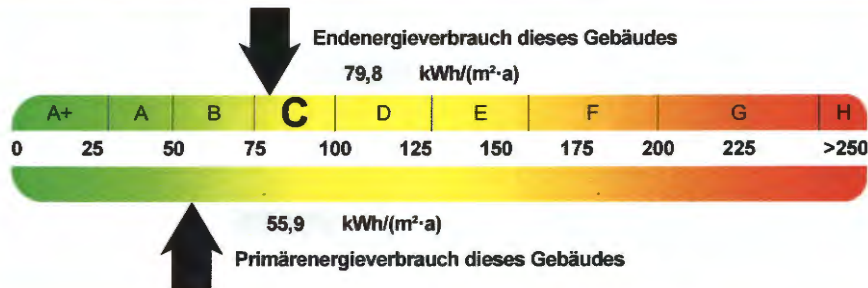 Endenergieverbrauch dieses Gebäudes
79,8 kWh/(m²·a)
A+ A B C D E F G H
0 25 50 75 100 125 150 175 200 225 >250
55,9 kWh/(m²·a)
Primärenergieverbrauch dieses Gebäudes